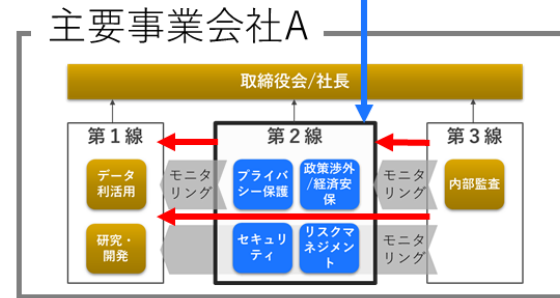 主要事業会社A
取締役会/社長
第1線
第2線
第3線
データ
利活用
モニタ
リング
プライバ
シー保護
政策渉外
/経済安
保
モニタ
リング
内部監査
研究・
開発
セキュリ
ティ
リスクマ
ネジメン
ト
モニタ
リング